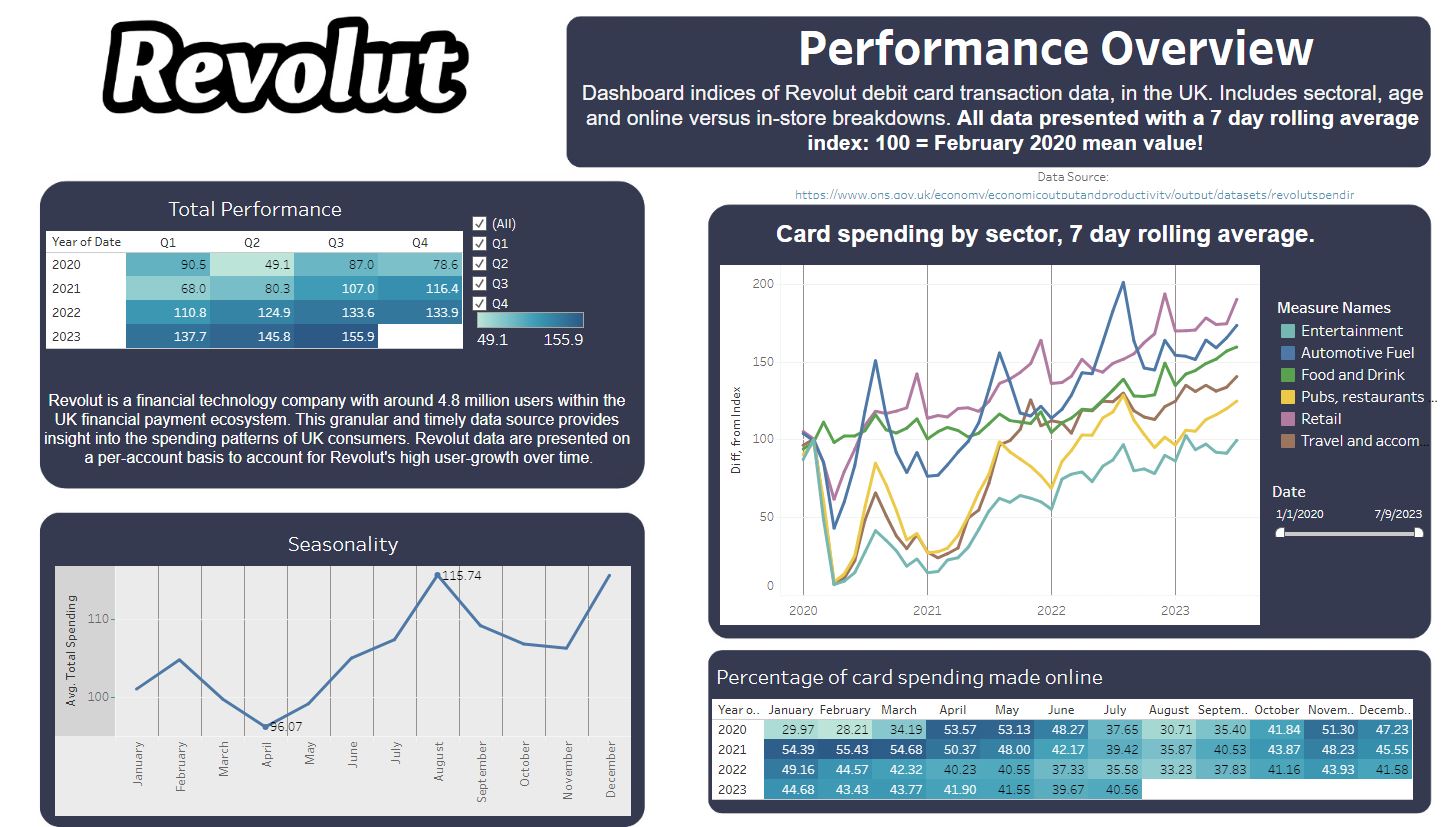 Revolut
Performance Overview
Dashboard indices of Revolut debit card transaction data, in the UK. Includes sectoral, age
and online versus in-store breakdowns. All data presented with a 7 day rolling average
index: 100 = February 2020 mean value!
Data Source:
https://www.ons.gov.uk/economy/economicoutputandproductivity/output/datasets/revolutspendir
Total Performance
Year of Date Q1 Q2 Q3 Q4
2020 90.5 49.1 87.0 78.6
2021 68.0 80.3 107.0 116.4
2022 110.8 124.9 133.6 133.9
2023 137.7 145.8 155.9
(All)
Q1
Q2
Q3
Q4
49.1 155.9
Revolut is a financial technology company with around 4.8 million users within the
UK financial payment ecosystem. This granular and timely data source provides
insight into the spending patterns of UK consumers. Revolut data are presented on
a per-account basis to account for Revolut's high user-growth over time.
Card spending by sector, 7 day rolling average.
Diff, from Index
200
150
100
50
0
2020 2021 2022 2023
Measure Names
Entertainment
Automotive Fuel
Food and Drink
Pubs, restaurants ...
Retail
Travel and accom...
Date
1/1/2020 7/9/2023
Seasonality
Avg. Total Spending
110
100
115.74
96.07
January
February
March
April
May
June
July
August
September
October
November
December
Percentage of card spending made online
Year o.. January February March April May June July August Septem.. October Novem.. Decemb..
2020 29.97 28.21 34.19 53.57 53.13 48.27 37.65 30.71 35.40 41.84 51.30 47.23
2021 54.39 55.43 54.68 50.37 48.00 42.17 39.42 35.87 40.53 43.87 48.23 45.55
2022 49.16 44.57 42.32 40.23 40.55 37.33 35.58 33.23 37.83 41.16 43.93 41.58
2023 44.68 43.43 43.77 41.90 41.55 39.67 40.56